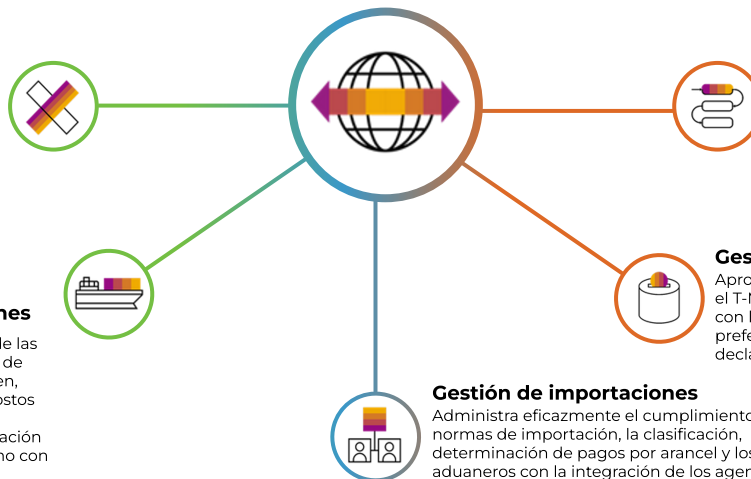 nes
de las
de
en,
ostos
ación
no con
Gestión de importaciones
Administra eficazmente el cumplimiento
normas de importación, la clasificación,
determinación de pagos por arancel y los
aduaneros con la integración de los agen
Ges
Apro
el T-M
con l
prefe
decla